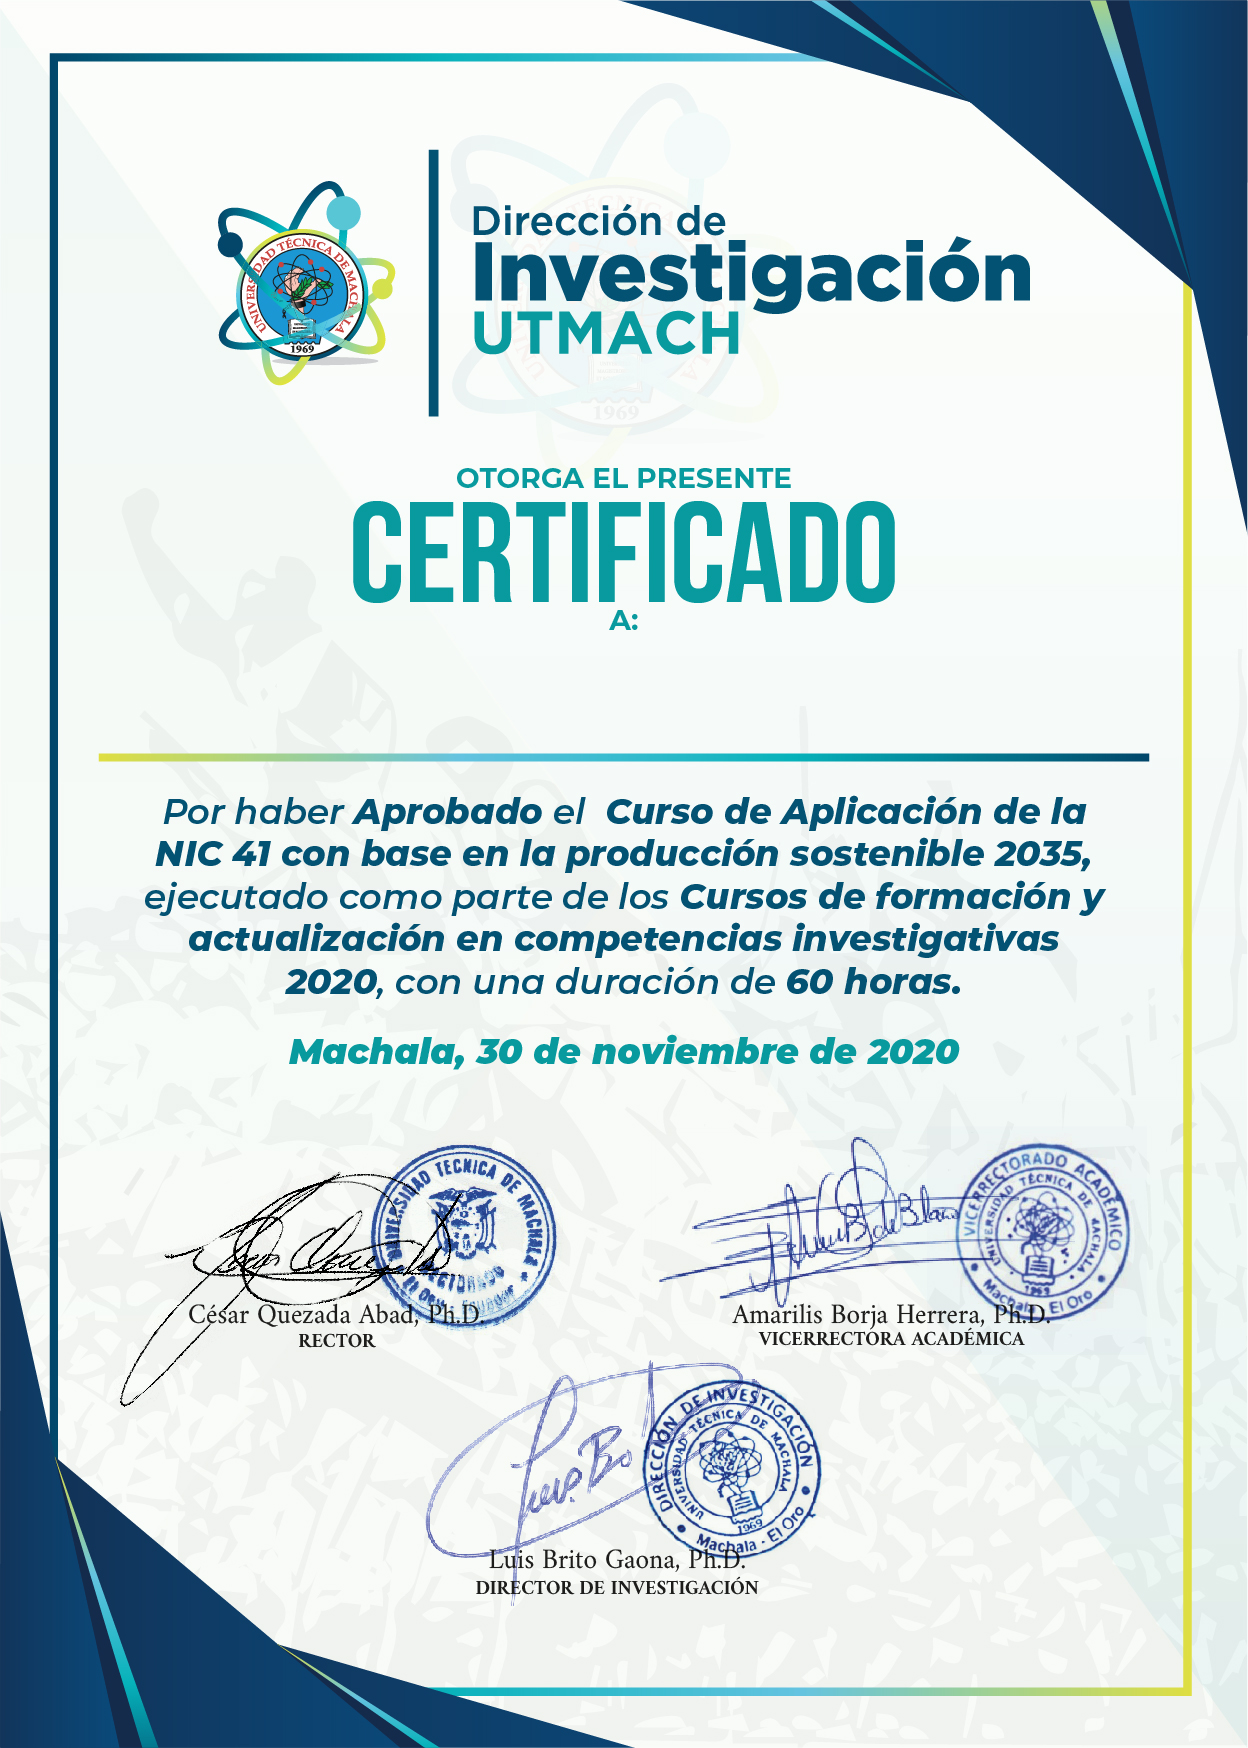 UNIVERSIDAD TÉCNICA DE MACHALA
1969
Dirección de
Investigación
UTMACH
1969
OTORGA EL PRESENTE
CERTIFICADO
A:
Por haber Aprobado el Curso de Aplicación de la
NIC 41 con base en la producción sostenible 2035,
ejecutado como parte de los Cursos de formación y
actualización en competencias investigativas
2020, con una duración de 60 horas.
Machala, 30 de noviembre de 2020
UNIVERSIDAD TECNICA DE MACHALA
RECTORADO
César Quezada Abad, Ph.D.
RECTOR
VICERRECTORADO ACADÉMICO
UNIVERSIDAD TÉCNICA DE MACHALA
1969
Machala - El Oro
Amarilis Borja Herrera, Ph.D.
VICERRECTORA ACADÉMICA
DIRECCIÓN DE INVESTIGACIÓN
UNIVERSIDAD TÉCNICA DE MACHALA
1969
Machala - El Oro
Luis Brito Gaona, Ph.D.
DIRECTOR DE INVESTIGACIÓN